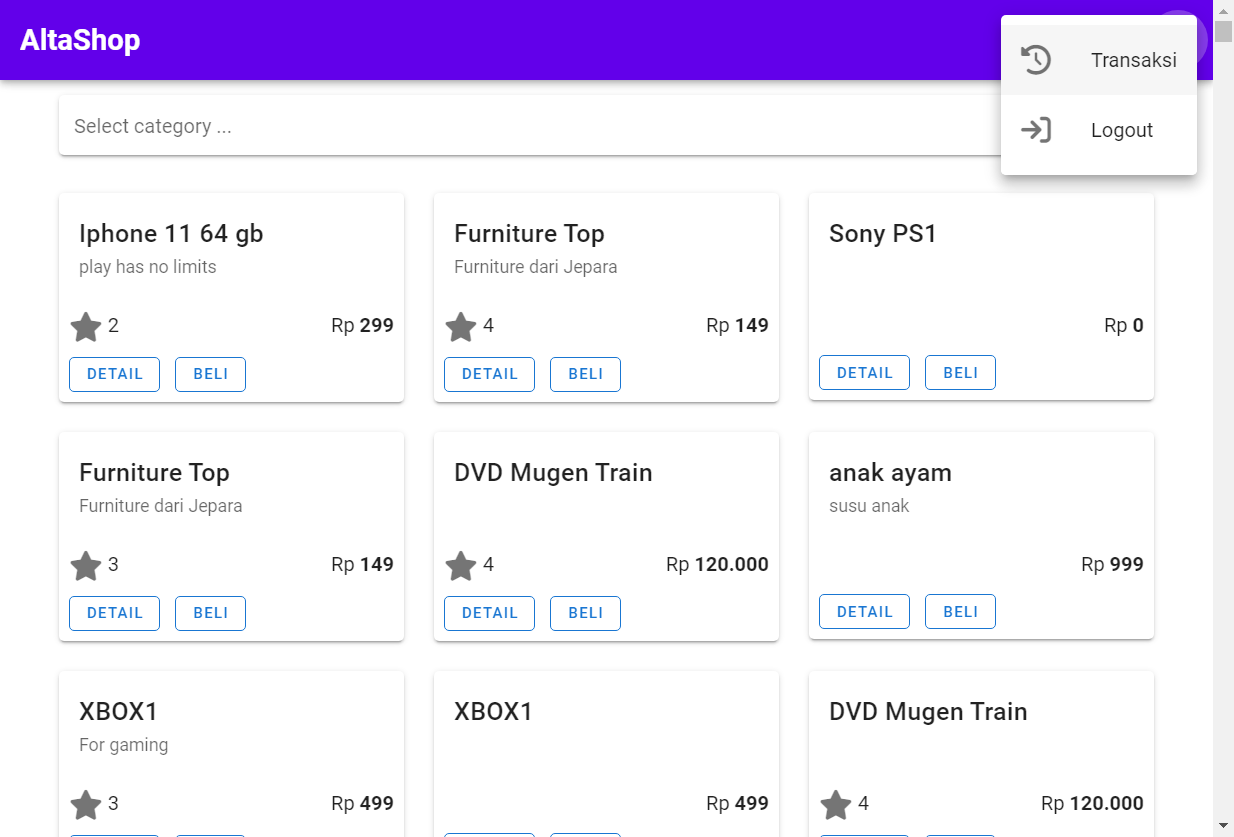 AltaShop
Transaksi
Logout
Select category ...
Iphone 11 64 gb
play has no limits
2
Rp 299
DETAIL
BELI
Furniture Top
Furniture dari Jepara
4
Rp 149
DETAIL
BELI
Sony PS1
Rp 0
DETAIL
BELI
Furniture Top
Furniture dari Jepara
3
Rp 149
DETAIL
BELI
DVD Mugen Train
4
Rp 120.000
DETAIL
BELI
anak ayam
susu anak
Rp 999
DETAIL
BELI
XBOX1
For gaming
3
Rp 499
XBOX1
Rp 499
DVD Mugen Train
4
Rp 120.000